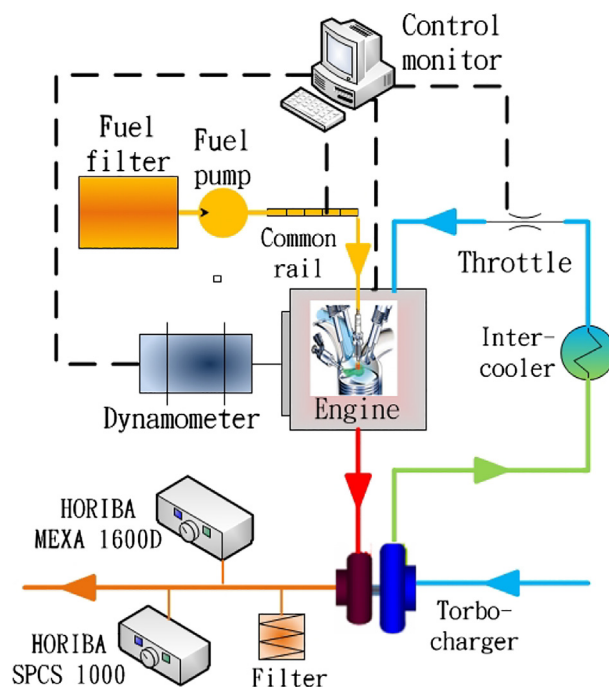 Control
monitor
Fuel
filter
Fuel
pump
Common
rail
Throttle
Inter-
cooler
Dynamometer
Engine
HORIBA
MEXA 1600D
HORIBA
SPCS 1000
Filter
Torbo-
charger